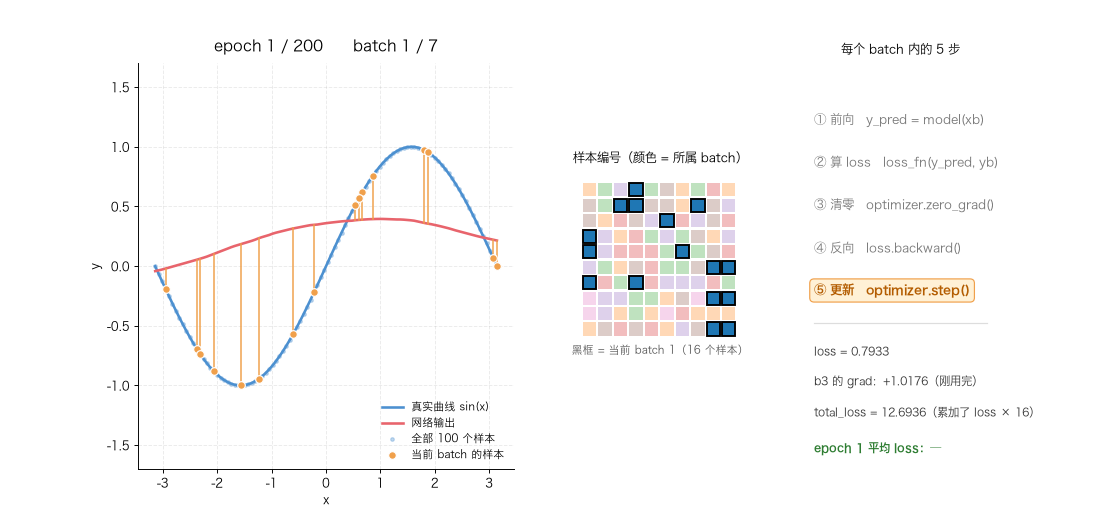 epoch 1 / 200 batch 1 / 7
1.5
1.0
0.5
0.0
-0.5
-1.0
-1.5
y
-3
-2
-1
0
1
2
3
x
真实曲线 sin(x)
网络输出
全部 100 个样本
当前 batch 的样本
样本编号（颜色 = 所属 batch）
黑框 = 当前 batch 1（16 个样本）
每个 batch 内的 5 步
① 前向 y_pred = model(xb)
② 算 loss loss_fn(y_pred, yb)
③ 清零 optimizer.zero_grad()
④ 反向 loss.backward()
⑤ 更新 optimizer.step()
loss = 0.7933
b3 的 grad: +1.0176（刚用完）
total_loss = 12.6936（累加了 loss × 16）
epoch 1 平均 loss: —